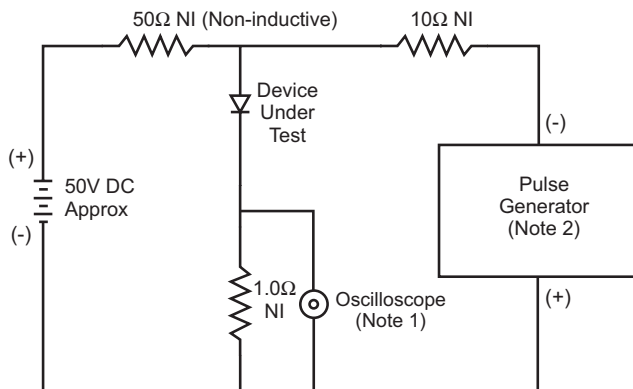 50Ω NI (Non-inductive)
10Ω NI
Device
Under
Test
(-)
(+)
50V DC
Approx
(-)
Pulse
Generator
(Note 2)
1.0Ω
NI
Oscilloscope
(Note 1)
(+)